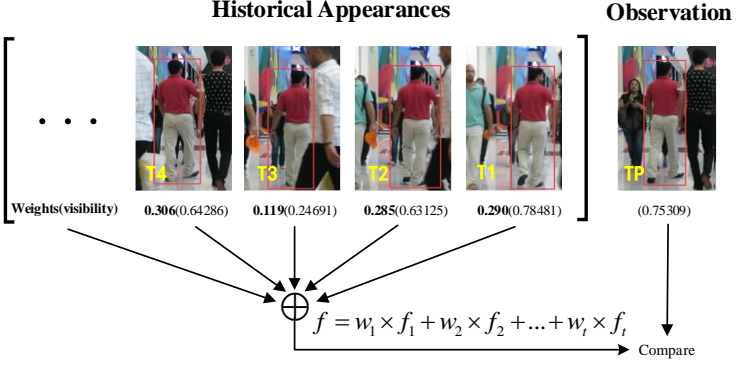 Historical Appearances
Observation
. . .
T4
T3
T2
T1
TP
Weights(visibility)
0.306(0.64286)
0.119(0.24691)
0.285(0.63125)
0.290(0.78481)
(0.75309)
f = w₁ × f₁ + w₂ × f₂ + ... + wₜ × fₜ
Compare